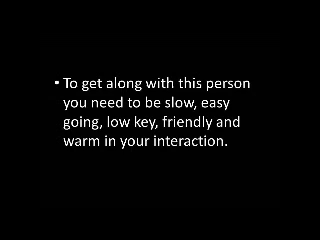 • To get along with this person
you need to be slow, easy
going, low key, friendly and
warm in your interaction.